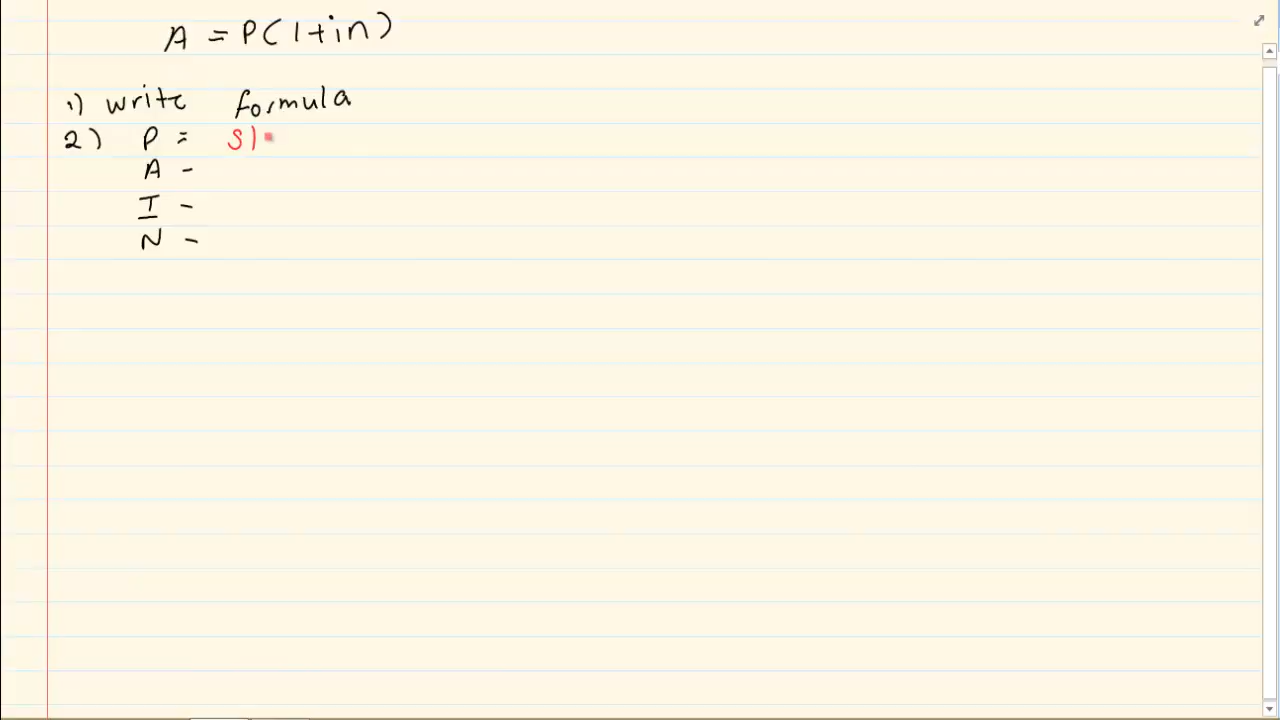 A = P(1+in)
1) write formula
2) P =
A -
I -
N -